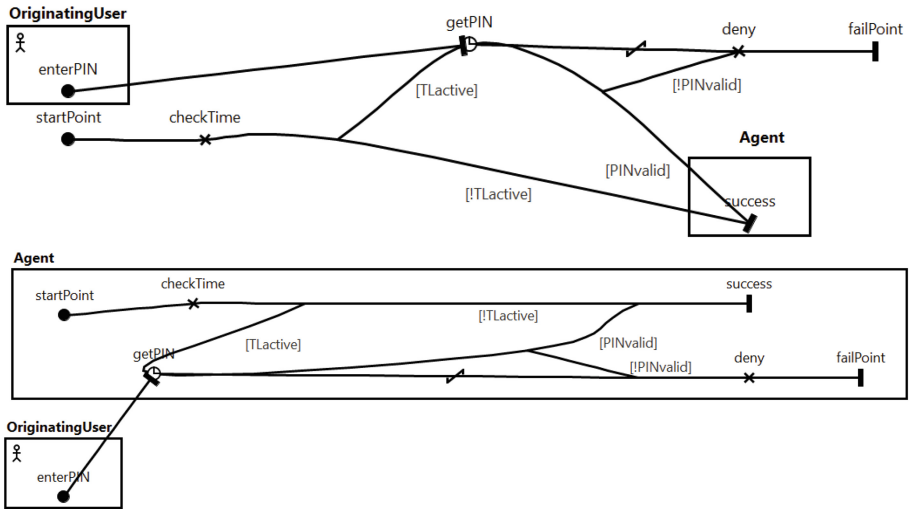 OriginatingUser
getPIN
deny
failPoint
enterPIN
[TLactive]
[!PINvalid]
startPoint
checkTime
Agent
[PINvalid]
[!TLactive]
success
Agent
checkTime
success
startPoint
[!TLactive]
[TLactive]
[PINvalid]
getPIN
[!PINvalid]
deny
failPoint
OriginatingUser
enterPIN